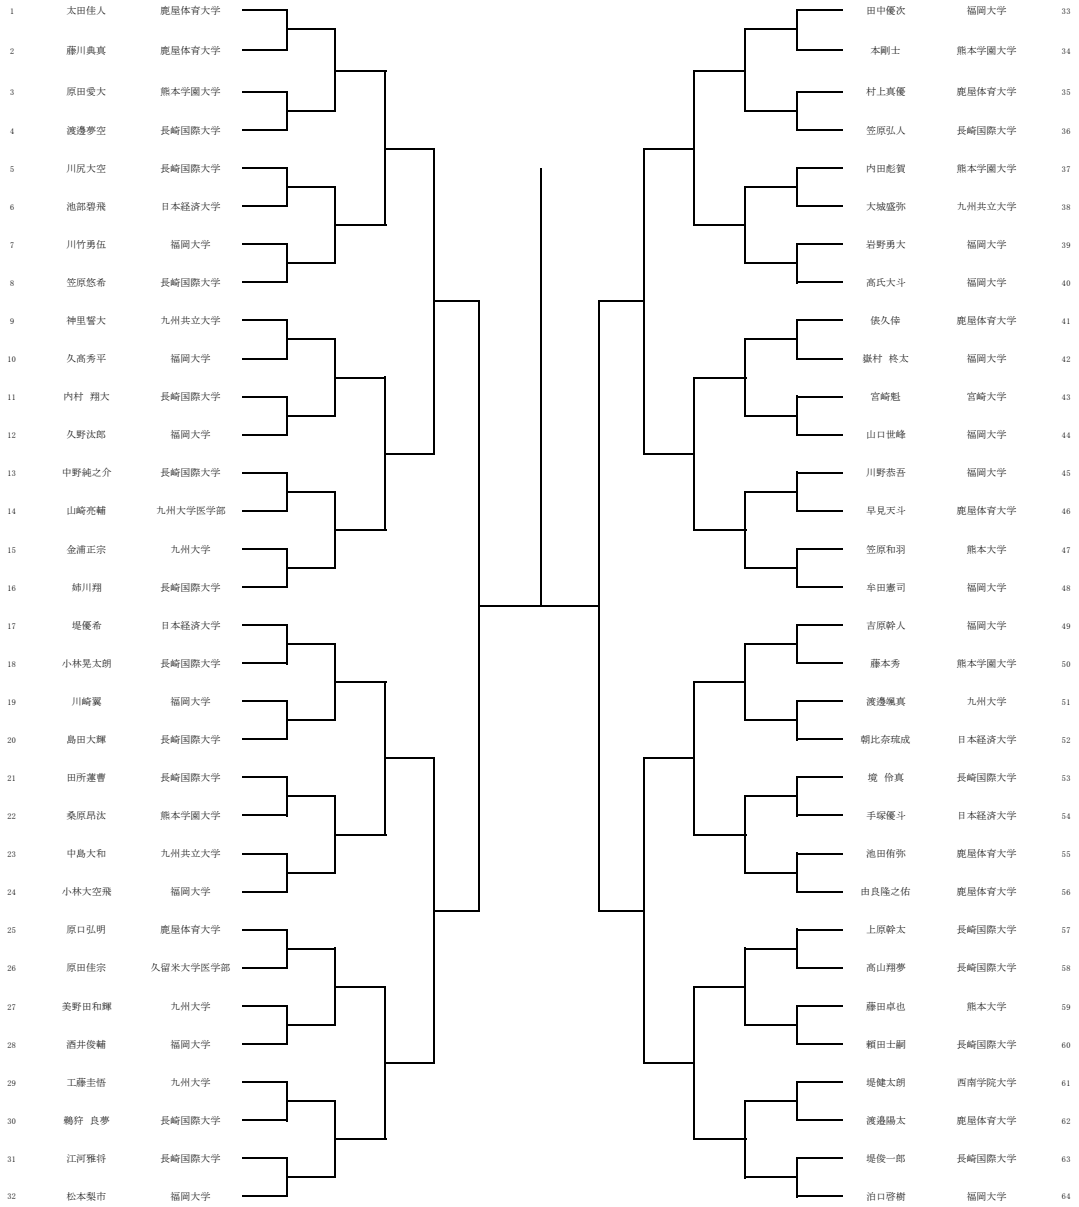 1 太田佳人 鹿屋体育大学 田中優次 福岡大学 33
2 藤川典真 鹿屋体育大学 本剛士 熊本学園大学 34
3 原田愛大 熊本学園大学 村上真優 鹿屋体育大学 35
4 渡邊夢空 長崎国際大学 笠原弘人 長崎国際大学 36
5 川尻大空 長崎国際大学 内田彪賀 熊本学園大学 37
6 池部碧飛 日本経済大学 大城盛弥 九州共立大学 38
7 川竹勇伍 福岡大学 岩野勇大 福岡大学 39
8 笠原悠希 長崎国際大学 高氏大斗 福岡大学 40
9 神里誓大 九州共立大学 俵久倖 鹿屋体育大学 41
10 久高秀平 福岡大学 嶽村 柊太 福岡大学 42
11 内村 翔大 長崎国際大学 宮崎魁 宮崎大学 43
12 久野汰郎 福岡大学 山口世峰 福岡大学 44
13 中野純之介 長崎国際大学 川野恭吾 福岡大学 45
14 山崎亮輔 九州大学医学部 早見天斗 鹿屋体育大学 46
15 金浦正宗 九州大学 笠原和羽 熊本大学 47
16 姉川翔 長崎国際大学 牟田憲司 福岡大学 48
17 堤優希 日本経済大学 吉原幹人 福岡大学 49
18 小林晃太朗 長崎国際大学 藤本秀 熊本学園大学 50
19 川崎翼 福岡大学 渡邊颯真 九州大学 51
20 島田大輝 長崎国際大学 朝比奈琉成 日本経済大学 52
21 田所蓮曹 長崎国際大学 境 伶真 長崎国際大学 53
22 桑原昂汰 熊本学園大学 手塚優斗 日本経済大学 54
23 中島大和 九州共立大学 池田侑弥 鹿屋体育大学 55
24 小林大空飛 福岡大学 由良隆之佑 鹿屋体育大学 56
25 原口弘明 鹿屋体育大学 上原幹太 長崎国際大学 57
26 原田佳宗 久留米大学医学部 高山翔夢 長崎国際大学 58
27 美野田和輝 九州大学 藤田卓也 熊本大学 59
28 酒井俊輔 福岡大学 頼田士嗣 長崎国際大学 60
29 工藤圭悟 九州大学 堤健太朗 西南学院大学 61
30 鵜狩 良夢 長崎国際大学 渡邉陽太 鹿屋体育大学 62
31 江河雅将 長崎国際大学 堤俊一郎 長崎国際大学 63
32 松本梨市 福岡大学 泊口啓樹 福岡大学 64